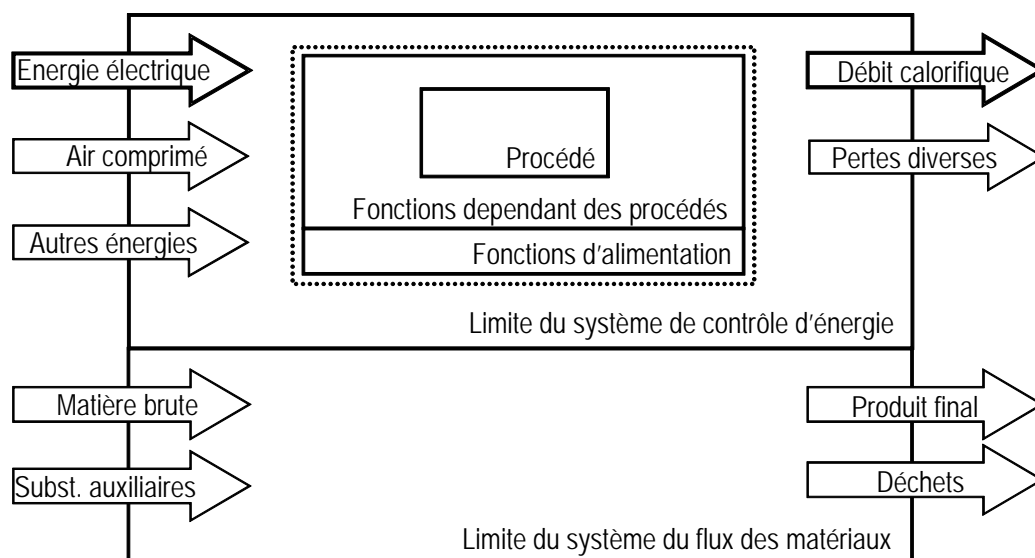 Energie électrique
Débit calorifique
Air comprimé
Procédé
Pertes diverses
Fonctions dependant des procédés
Autres énergies
Fonctions d'alimentation
Limite du système de contrôle d'énergie
Matière brute
Produit final
Subst. auxiliaires
Déchets
Limite du système du flux des matériaux